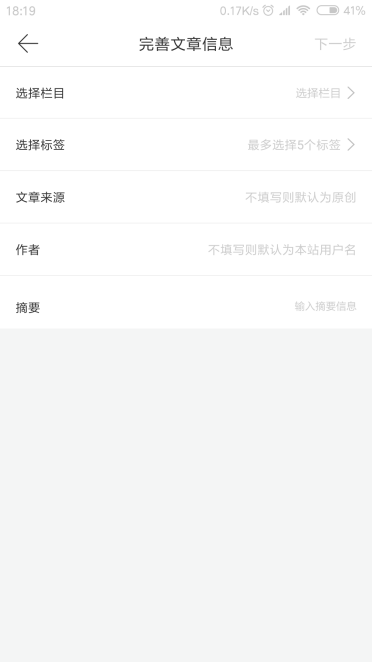 18:19 0.17K/s 41%
完善文章信息 下一步
选择栏目 选择栏目
选择标签 最多选择5个标签
文章来源 不填写则默认为原创
作者 不填写则默认为本站用户名
摘要 输入摘要信息